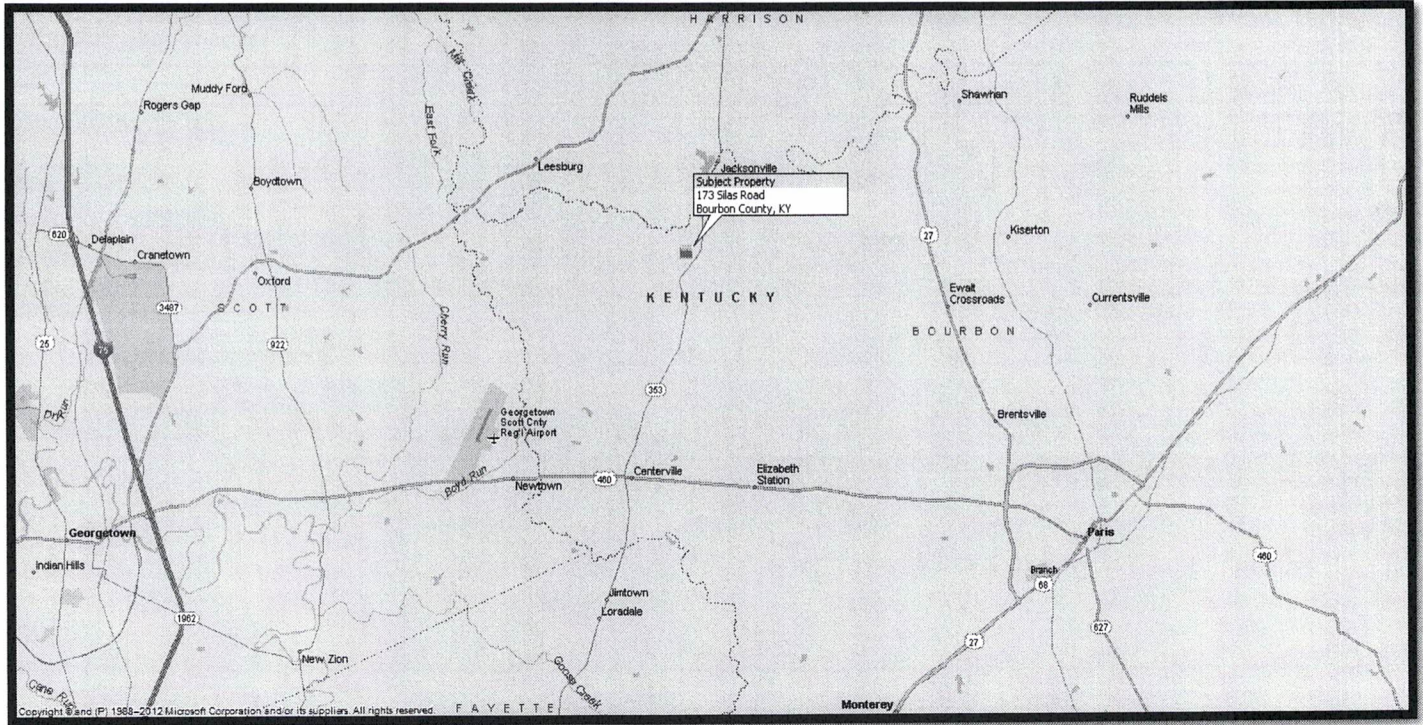 HARRISON
Mill Creek
Shawhan
Muddy Ford
Ruddels
Mills
Rogers Gap
East Fork
Leesburg
Jacksonville
Subject Property
173 Silas Road
Bourbon County, KY
Boydtown
620
Delaplain
Cranetown
27
Kiserton
Oxford
Ewalt
Crossroads
KENTUCKY
Currentsville
3487
SCOTT
Cherry Run
BOURBON
25
75
922
353
Georgetown
Scott Cnty
Reg'l Airport
Brentsville
Dry Run
Boyd Run
Newtown
460
Centerville
Elizabeth
Station
Georgetown
Paris
460
Indian Hills
Branch
68
Jimtown
Loradale
1962
627
27
New Zion
Goose Creek
Cane Run
Copyright © and (P) 1988–2012 Microsoft Corporation and/or its suppliers. All rights reserved.
FAYETTE
Monterey